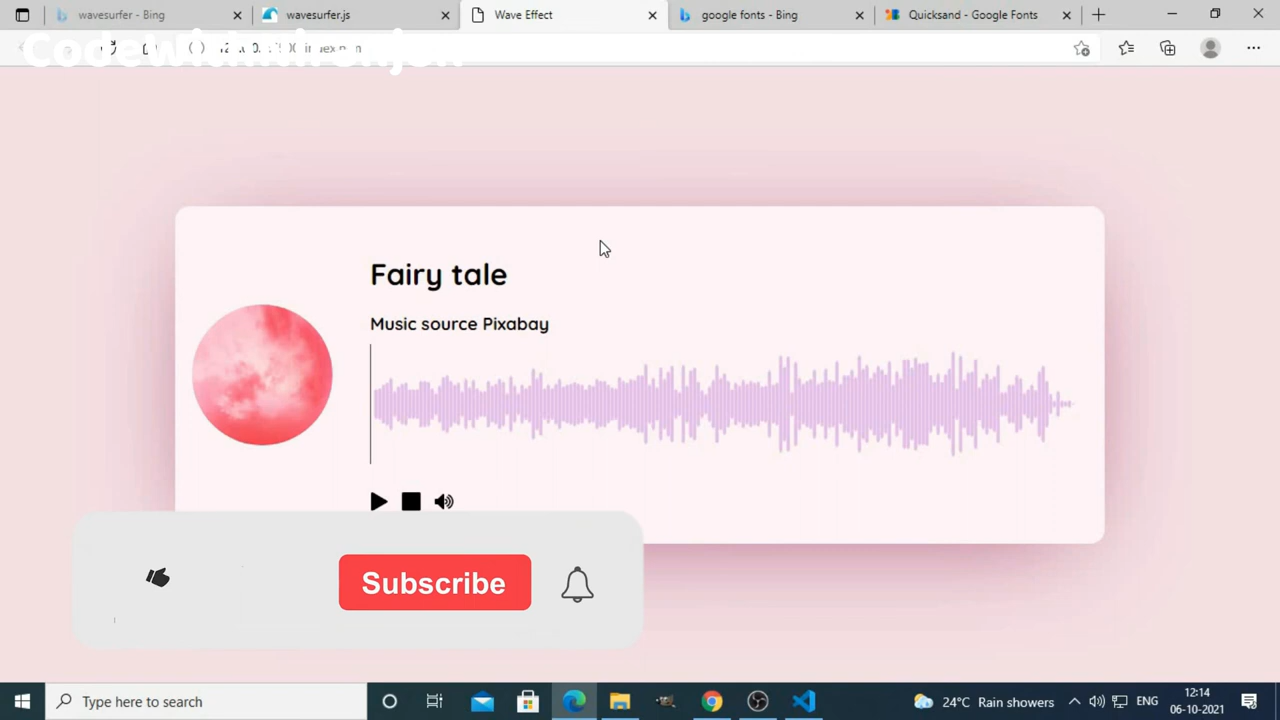 wavesurfer - Bing
wavesurfer.js
Wave Effect
google fonts - Bing
Quicksand - Google Fonts
Fairy tale
Music source Pixabay
Subscribe
Type here to search
24°C Rain showers
ENG
12:14
06-10-2021